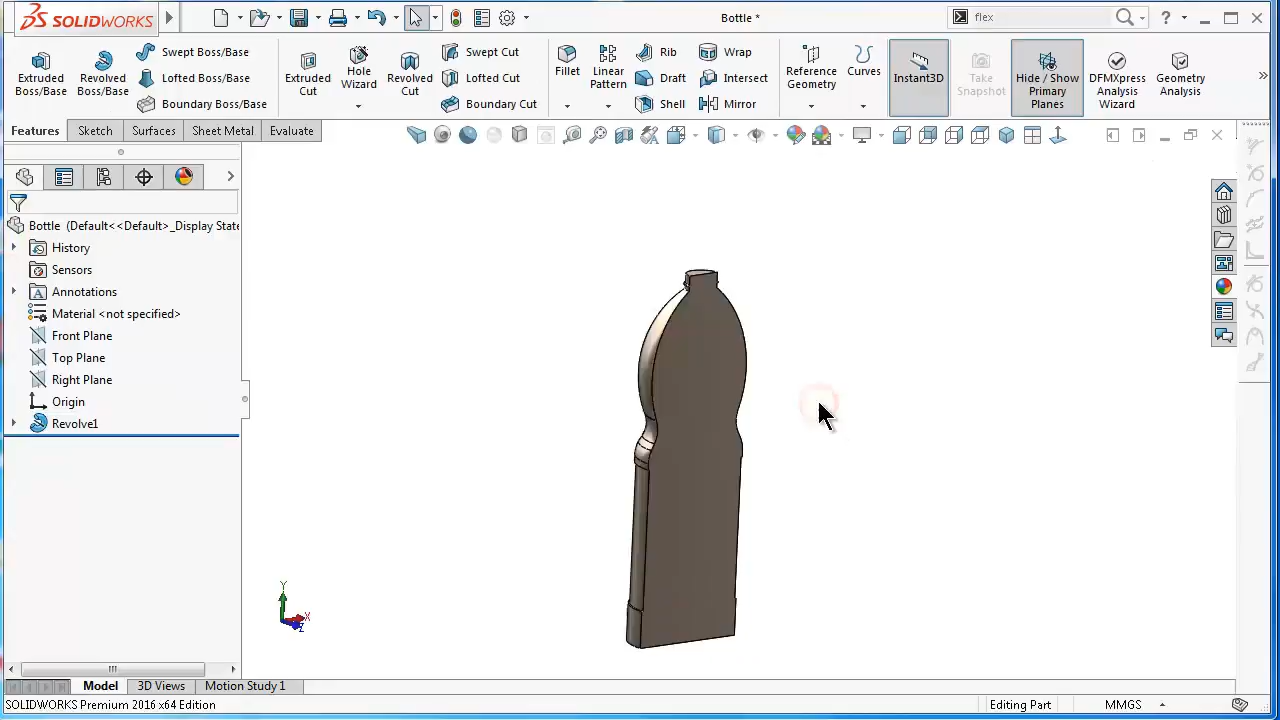 SOLIDWORKS
Bottle *
flex
Extruded Boss/Base
Revolved Boss/Base
Swept Boss/Base
Lofted Boss/Base
Boundary Boss/Base
Extruded Cut
Hole Wizard
Revolved Cut
Swept Cut
Lofted Cut
Boundary Cut
Fillet
Linear Pattern
Rib
Draft
Shell
Wrap
Intersect
Mirror
Reference Geometry
Curves
Instant3D
Take Snapshot
Hide / Show Primary Planes
DFMXpress Analysis Wizard
Geometry Analysis
Features
Sketch
Surfaces
Sheet Metal
Evaluate
Bottle (Default<<Default>_Display State
History
Sensors
Annotations
Material <not specified>
Front Plane
Top Plane
Right Plane
Origin
Revolve1
Y
X
Z
Model
3D Views
Motion Study 1
SOLIDWORKS Premium 2016 x64 Edition
Editing Part
MMGS